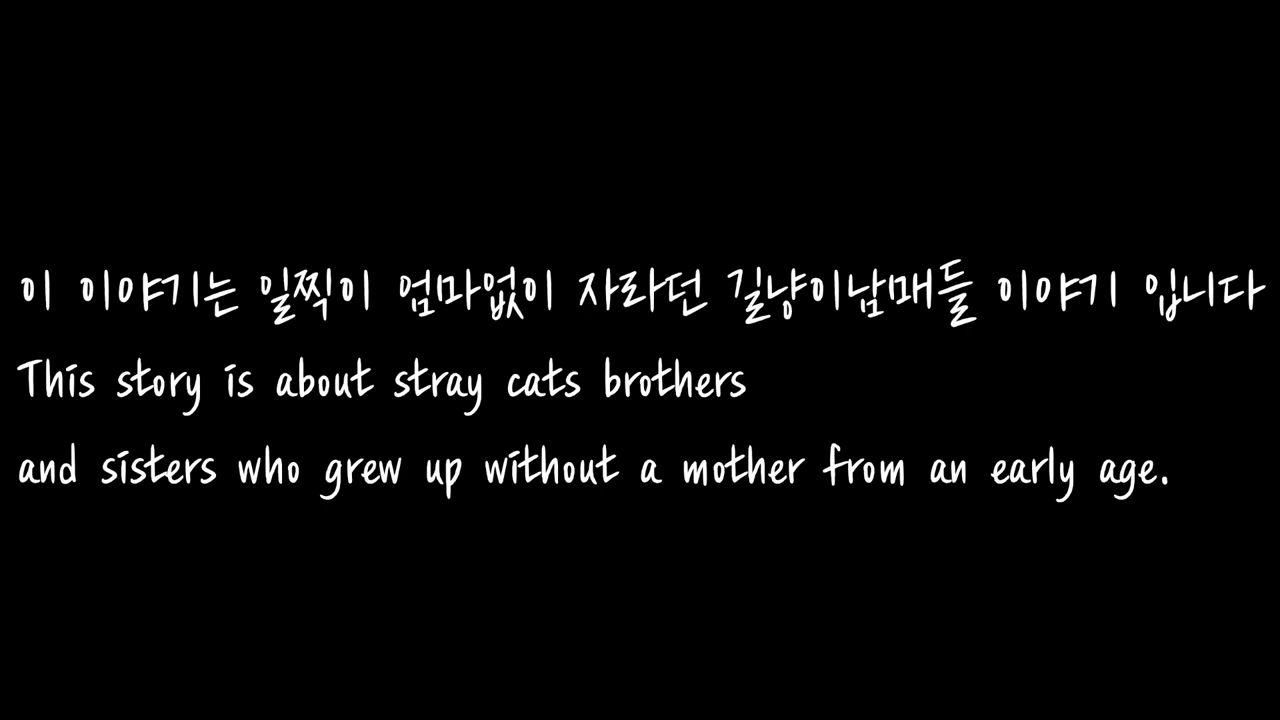 이 이야기는 일찍이 엄마없이 자라던 길냥이남매들 이야기 입니다
This story is about stray cats brothers
and sisters who grew up without a mother from an early age.